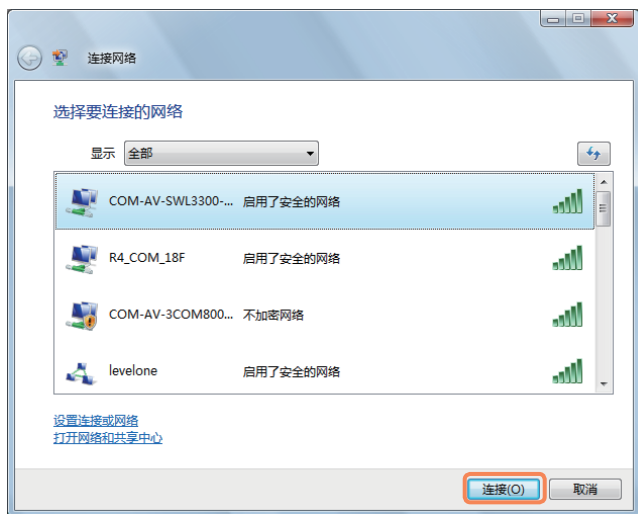 连接网络
选择要连接的网络
显示 全部
COM-AV-SWL3300-... 启用了安全的网络
R4_COM_18F 启用了安全的网络
COM-AV-3COM800... 不加密网络
levelone 启用了安全的网络
设置连接或网络
打开网络和共享中心
连接(O) 取消